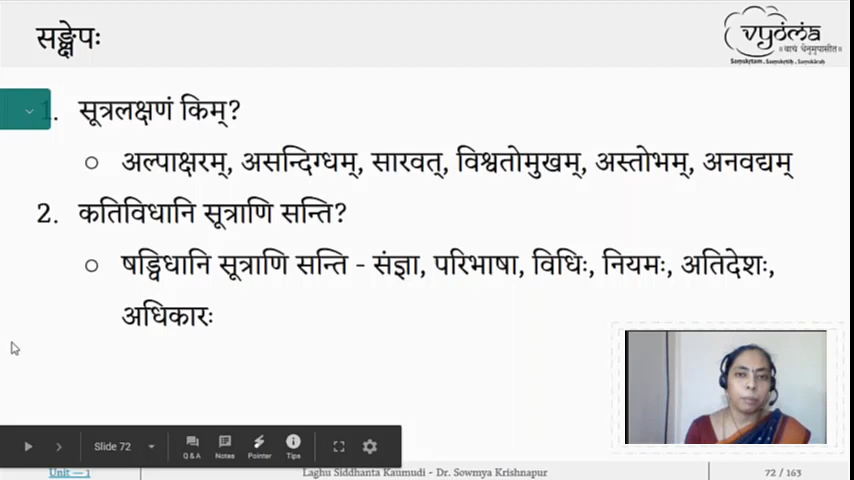 सङ्क्षेपः
vyoma
॥ वाचं धेनुमुपासीत ॥
Samskrtam . Samskrtih . Samskarah
1. सूत्रलक्षणं किम्?
○ अल्पाक्षरम्, असन्दिग्धम्, सारवत्, विश्वतोमुखम्, अस्तोभम्, अनवद्यम्
2. कतिविधानि सूत्राणि सन्ति?
○ षड्विधानि सूत्राणि सन्ति - संज्ञा, परिभाषा, विधिः, नियमः, अतिदेशः,
अधिकारः
Slide 72
Q & A Notes Pointer Tips
Unit — 1 Laghu Siddhanta Kaumudi - Dr. Sowmya Krishnapur 72 / 163